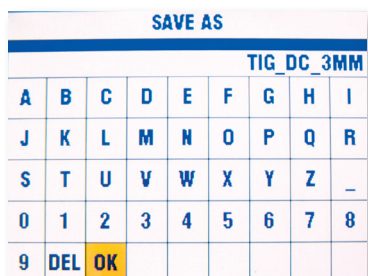 SAVE AS
TIG_DC_3MM
A B C D E F G H I
J K L M N O P Q R
S T U V W X Y Z _
0 1 2 3 4 5 6 7 8
9 DEL OK